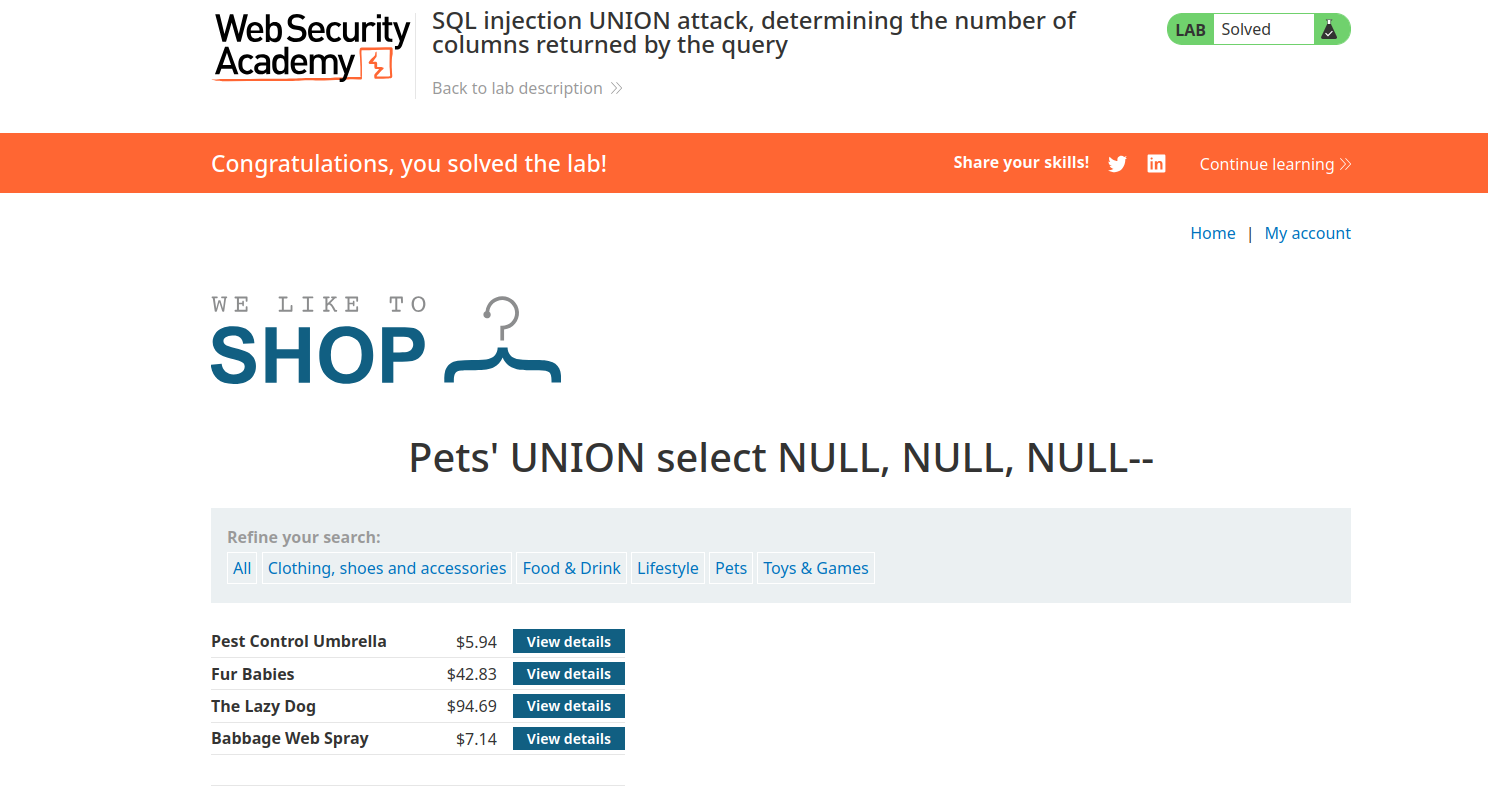 Web Security
Academy
SQL injection UNION attack, determining the number of
columns returned by the query
Back to lab description
LAB Solved
Congratulations, you solved the lab!
Share your skills!
Continue learning
Home | My account
WE LIKE TO
SHOP
Pets' UNION select NULL, NULL, NULL--
Refine your search:
All Clothing, shoes and accessories Food & Drink Lifestyle Pets Toys & Games
Pest Control Umbrella $5.94 View details
Fur Babies $42.83 View details
The Lazy Dog $94.69 View details
Babbage Web Spray $7.14 View details